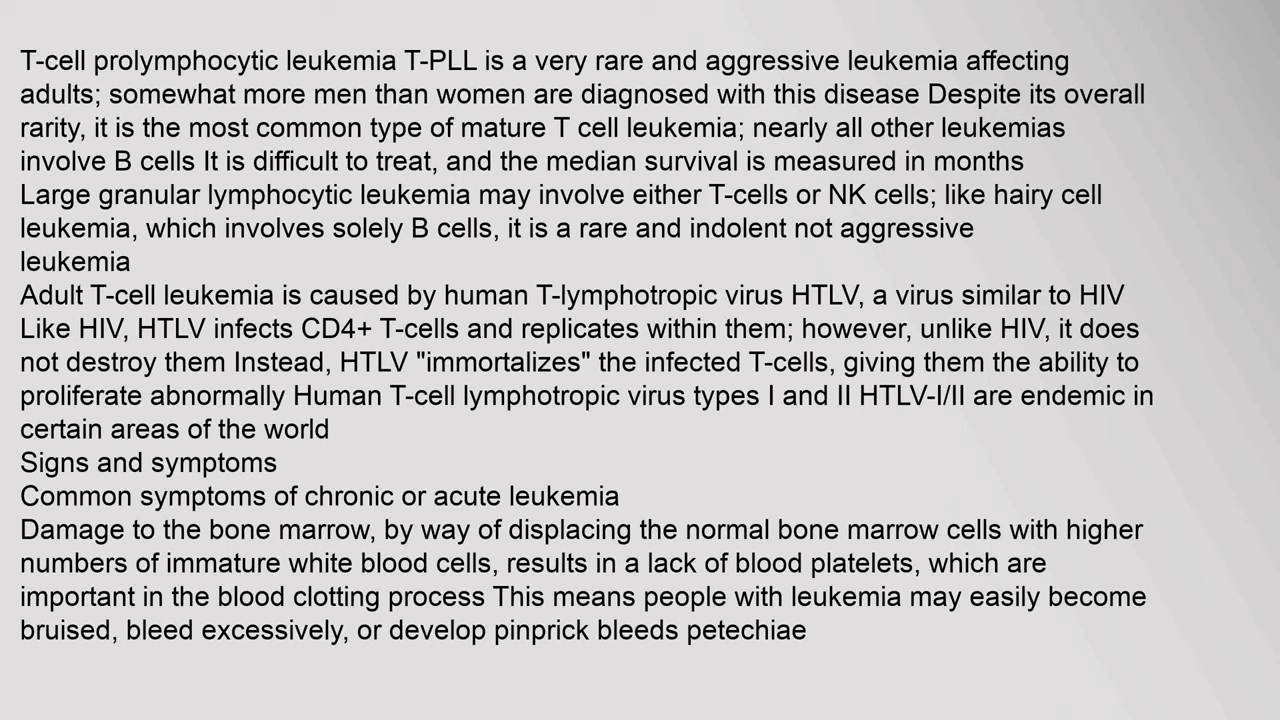 T-cell prolymphocytic leukemia T-PLL is a very rare and aggressive leukemia affecting
adults; somewhat more men than women are diagnosed with this disease Despite its overall
rarity, it is the most common type of mature T cell leukemia; nearly all other leukemias
involve B cells It is difficult to treat, and the median survival is measured in months
Large granular lymphocytic leukemia may involve either T-cells or NK cells; like hairy cell
leukemia, which involves solely B cells, it is a rare and indolent not aggressive
leukemia
Adult T-cell leukemia is caused by human T-lymphotropic virus HTLV, a virus similar to HIV
Like HIV, HTLV infects CD4+ T-cells and replicates within them; however, unlike HIV, it does
not destroy them Instead, HTLV "immortalizes" the infected T-cells, giving them the ability to
proliferate abnormally Human T-cell lymphotropic virus types I and II HTLV-I/II are endemic in
certain areas of the world
Signs and symptoms
Common symptoms of chronic or acute leukemia
Damage to the bone marrow, by way of displacing the normal bone marrow cells with higher
numbers of immature white blood cells, results in a lack of blood platelets, which are
important in the blood clotting process This means people with leukemia may easily become
bruised, bleed excessively, or develop pinprick bleeds petechiae